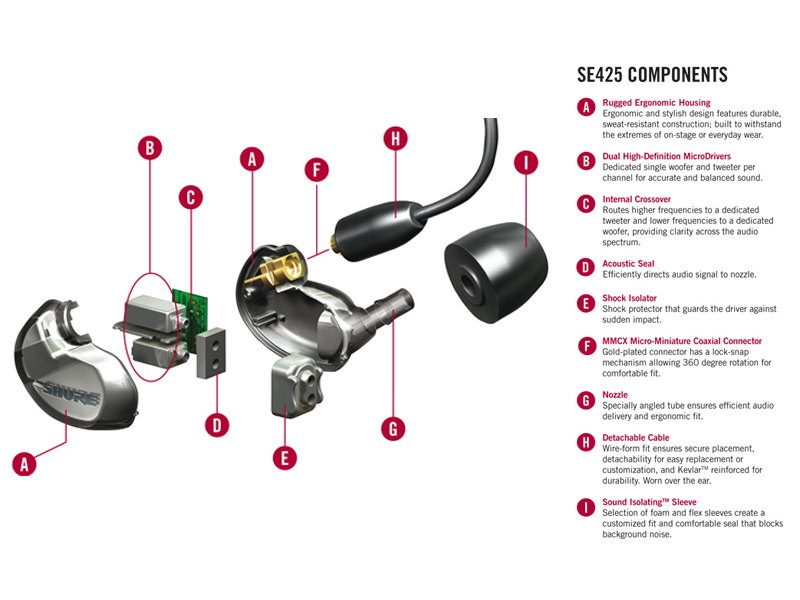 SE425 COMPONENTS
A
Rugged Ergonomic Housing
Ergonomic and stylish design features durable,
sweat-resistant construction; built to withstand
the extremes of on-stage or everyday wear.
B
Dual High-Definition MicroDrivers
Dedicated single woofer and tweeter per
channel for accurate and balanced sound.
C
Internal Crossover
Routes higher frequencies to a dedicated
tweeter and lower frequencies to a dedicated
woofer, providing clarity across the audio
spectrum.
D
Acoustic Seal
Efficiently directs audio signal to nozzle.
E
Shock Isolator
Shock protector that guards the driver against
sudden impact.
F
MMCX Micro-Miniature Coaxial Connector
Gold-plated connector has a lock-snap
mechanism allowing 360 degree rotation for
comfortable fit.
G
Nozzle
Specially angled tube ensures efficient audio
delivery and ergonomic fit.
H
Detachable Cable
Wire-form fit ensures secure placement,
detachability for easy replacement or
customization, and Kevlar™ reinforced for
durability. Worn over the ear.
I
Sound Isolating™ Sleeve
Selection of foam and flex sleeves create a
customized fit and comfortable seal that blocks
background noise.
B
C
A
F
H
I
SHURE
A
D
E
G